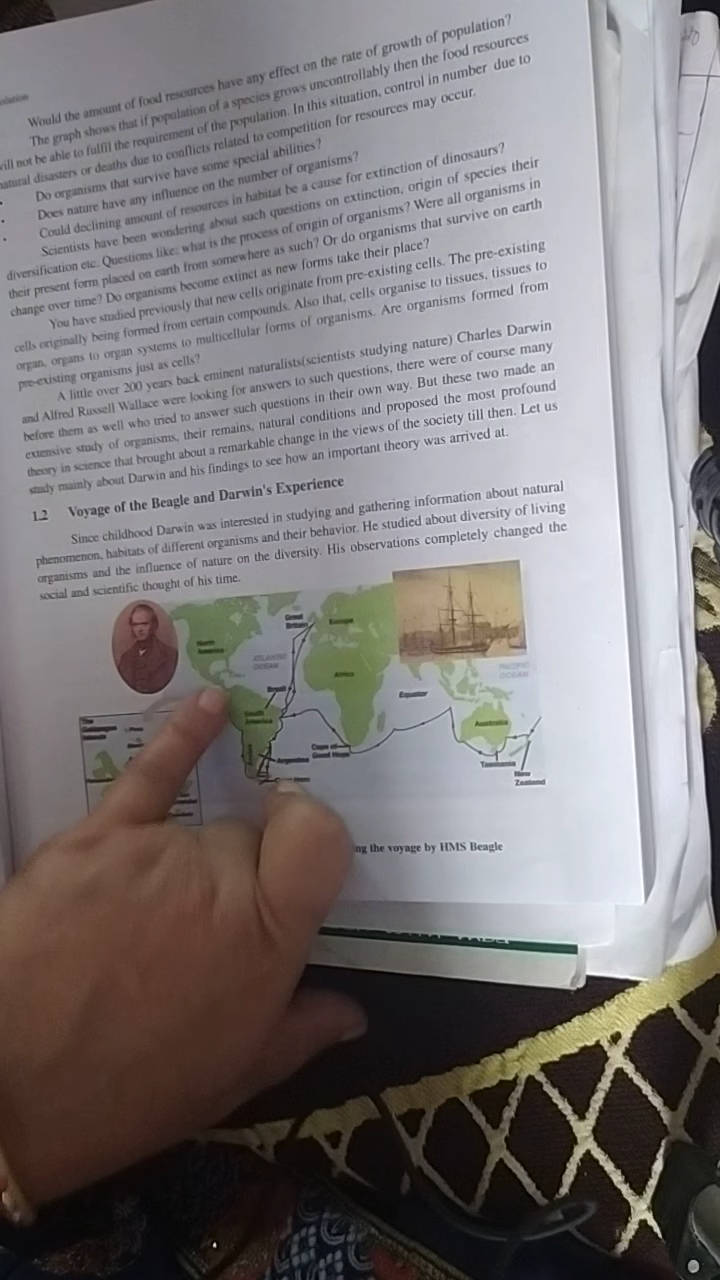 Would the amount of food resources have any effect on the rate of growth of population?
The graph shows that if population of a species grows uncontrollably then the food resources
will not be able to fulfil the requirement of the population. In this situation, control in number due to
natural disasters or deaths due to conflicts related to competition for resources may occur.
Do organisms that survive have some special abilities?
Does nature have any influence on the number of organisms?
Could declining amount of resources in habitat be a cause for extinction of dinosaurs?
Scientists have been wondering about such questions on extinction, origin of species their
diversification etc. Questions like; what is the process of origin of organisms? Were all organisms in
their present form placed on earth from somewhere as such? Or do organisms that survive on earth
change over time? Do organisms become extinct as new forms take their place?
You have studied previously that new cells originate from pre-existing cells. The pre-existing
cells originally being formed from certain compounds. Also that, cells organise to tissues, tissues to
organ, organs to organ systems to multicellular forms of organisms. Are organisms formed from
pre-existing organisms just as cells?
A little over 200 years back eminent naturalists(scientists studying nature) Charles Darwin
and Alfred Russell Wallace were looking for answers to such questions, there were of course many
before them as well who tried to answer such questions in their own way. But these two made an
extensive study of organisms, their remains, natural conditions and proposed the most profound
theory in science that brought about a remarkable change in the views of the society till then. Let us
study mainly about Darwin and his findings to see how an important theory was arrived at.
1.2 Voyage of the Beagle and Darwin's Experience
Since childhood Darwin was interested in studying and gathering information about natural
phenomenon, habitats of different organisms and their behavior. He studied about diversity of living
organisms and the influence of nature on the diversity. His observations completely changed the
social and scientific thought of his time.
Great
Britain
Europe
North
America
ATLANTIC
OCEAN
PACIFIC
OCEAN
Africa
Brazil
Equator
South
America
The
Galapagos
Islands
Australia
Argentina
Cape of
Good Hope
Tasmania
New
Zealand
ng the voyage by HMS Beagle